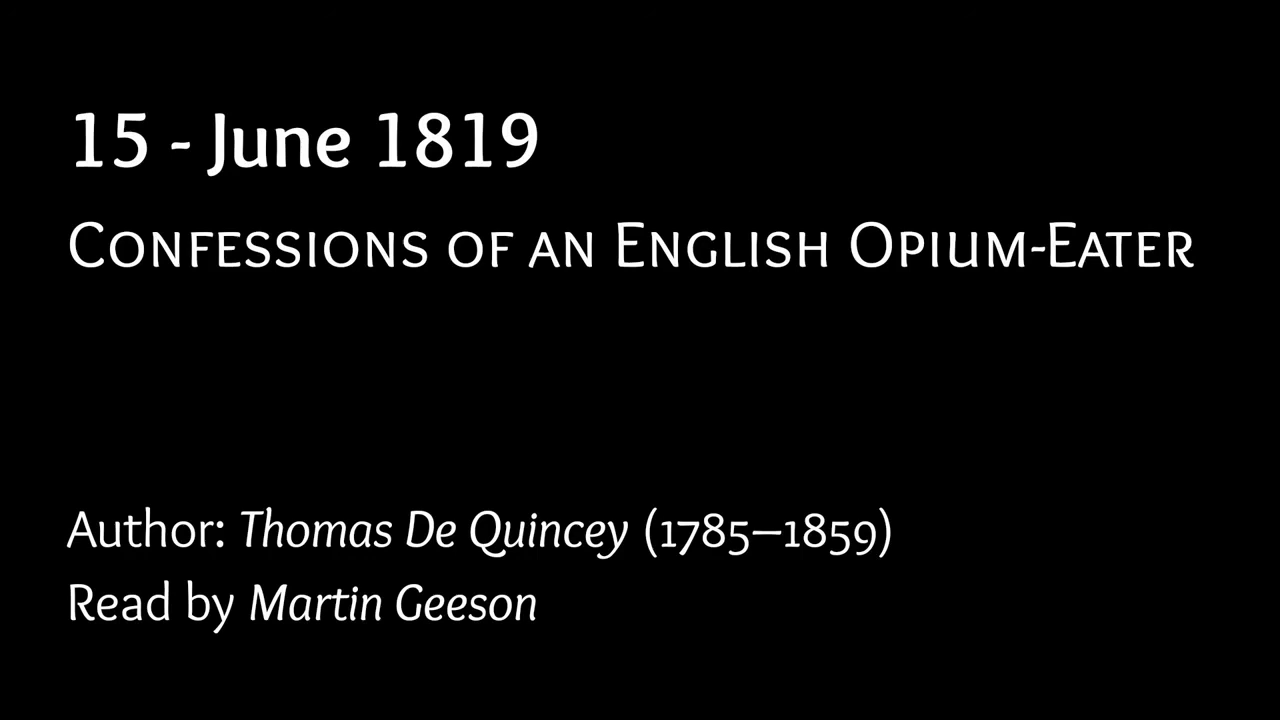 15 - June 1819
Confessions of an English Opium-Eater
Author: Thomas De Quincey (1785–1859)
Read by Martin Geeson